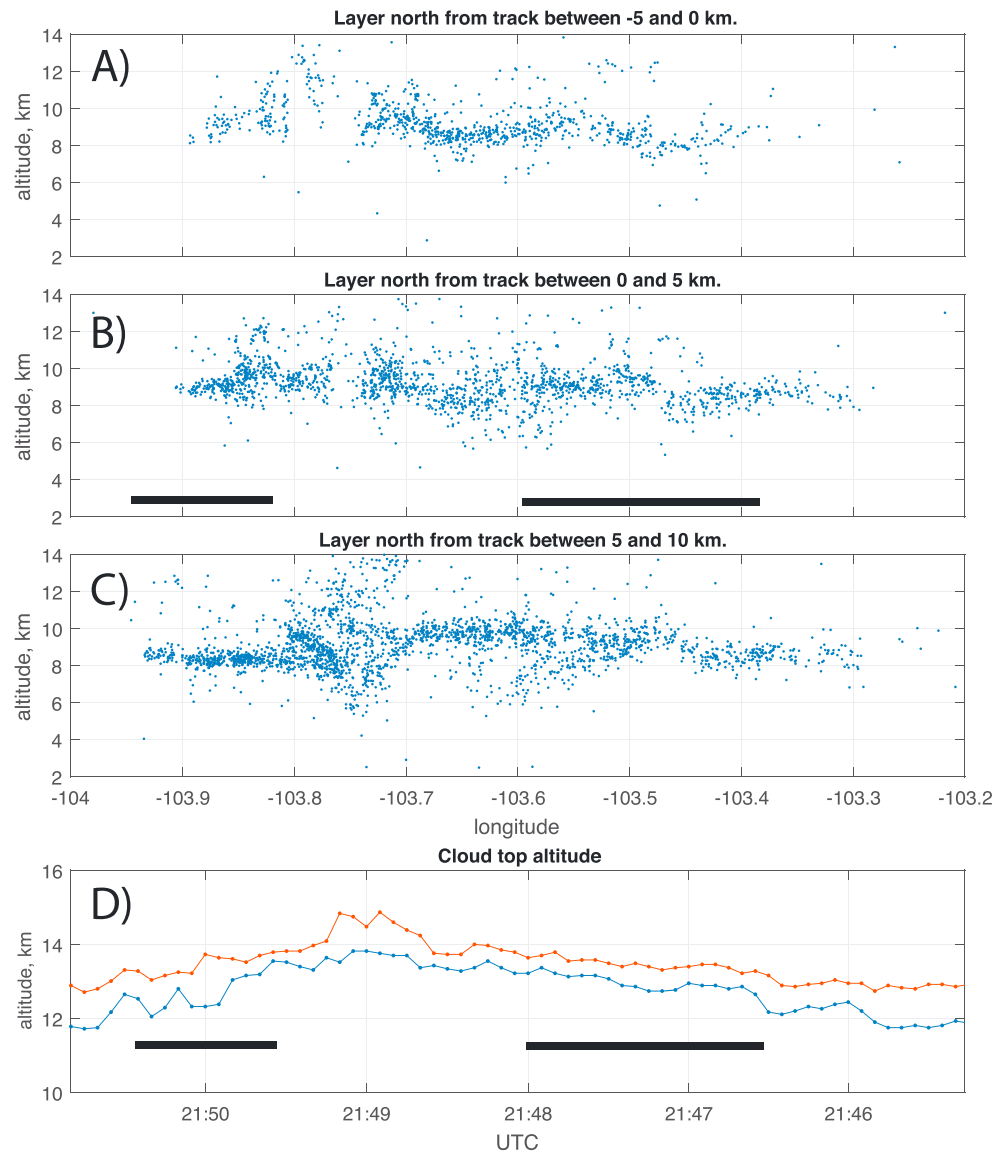 Layer north from track between -5 and 0 km.
A)
altitude, km
14
12
10
8
6
4
2
Layer north from track between 0 and 5 km.
B)
altitude, km
14
12
10
8
6
4
2
Layer north from track between 5 and 10 km.
C)
altitude, km
14
12
10
8
6
4
2
-104 -103.9 -103.8 -103.7 -103.6 -103.5 -103.4 -103.3 -103.2
longitude
Cloud top altitude
D)
altitude, km
16
14
12
10
21:50 21:49 21:48 21:47 21:46
UTC